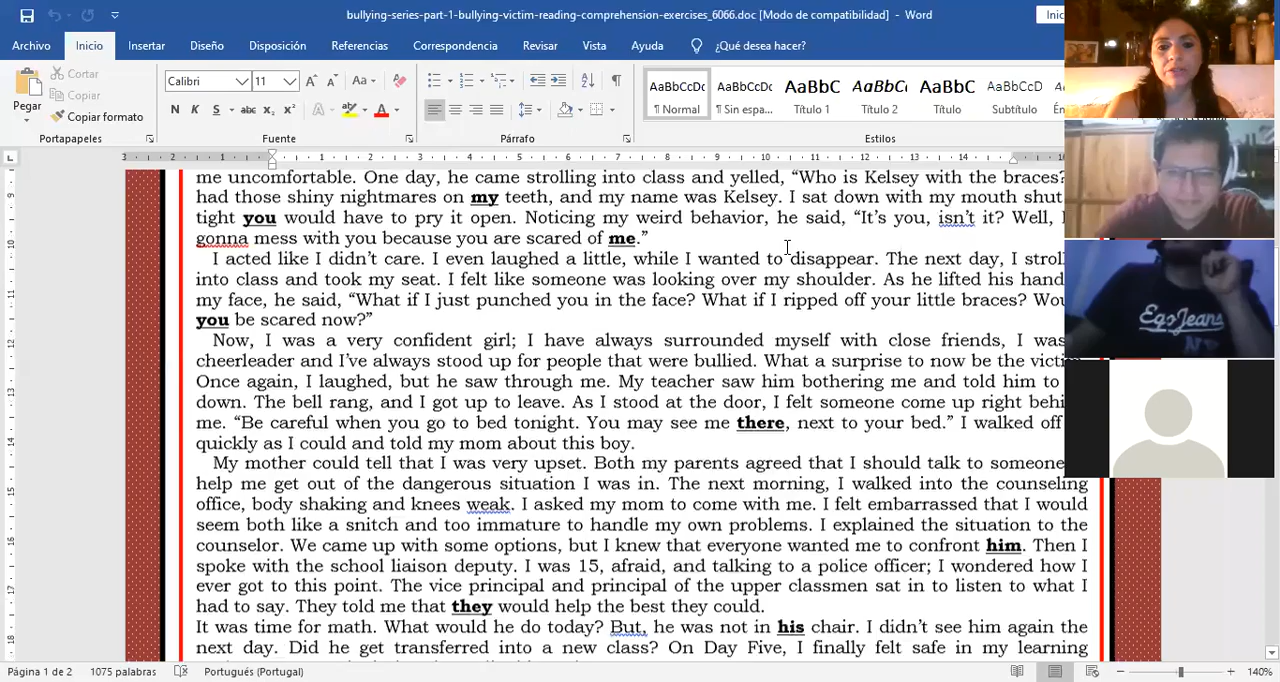 bullying-series-part-1-bullying-victim-reading-comprehension-exercises_6066.doc [Modo de compatibilidad] - Word
Archivo Inicio Insertar Diseño Disposición Referencias Correspondencia Revisar Vista Ayuda ¿Qué desea hacer?
Pegar
Cortar
Copiar
Copiar formato
Portapapeles
Calibri 11 Aa
N K S abc x₂ x² A A
Fuente
Párrafo
AaBbCcDc AaBbCcDc AaBbC AaBbC AaBbC AaBbCcD
¶ Normal ¶ Sin espa... Título 1 Título 2 Título Subtítulo
Estilos
3 2 1 1 2 3 4 5 6 7 8 9 10 11 12 13 14
me uncomfortable. One day, he came strolling into class and yelled, “Who is Kelsey with the braces?
had those shiny nightmares on my teeth, and my name was Kelsey. I sat down with my mouth shut
tight you would have to pry it open. Noticing my weird behavior, he said, “It’s you, isn’t it? Well,
gonna mess with you because you are scared of me.”
I acted like I didn’t care. I even laughed a little, while I wanted to disappear. The next day, I stroll
into class and took my seat. I felt like someone was looking over my shoulder. As he lifted his hand
my face, he said, “What if I just punched you in the face? What if I ripped off your little braces? Wou
you be scared now?”
Now, I was a very confident girl; I have always surrounded myself with close friends, I was
cheerleader and I’ve always stood up for people that were bullied. What a surprise to now be the victim
Once again, I laughed, but he saw through me. My teacher saw him bothering me and told him to
down. The bell rang, and I got up to leave. As I stood at the door, I felt someone come up right behi
me. “Be careful when you go to bed tonight. You may see me there, next to your bed.” I walked off
quickly as I could and told my mom about this boy.
My mother could tell that I was very upset. Both my parents agreed that I should talk to someone
help me get out of the dangerous situation I was in. The next morning, I walked into the counseling
office, body shaking and knees weak. I asked my mom to come with me. I felt embarrassed that I would
seem both like a snitch and too immature to handle my own problems. I explained the situation to the
counselor. We came up with some options, but I knew that everyone wanted me to confront him. Then I
spoke with the school liaison deputy. I was 15, afraid, and talking to a police officer; I wondered how I
ever got to this point. The vice principal and principal of the upper classmen sat in to listen to what I
had to say. They told me that they would help the best they could.
It was time for math. What would he do today? But, he was not in his chair. I didn’t see him again the
next day. Did he get transferred into a new class? On Day Five, I finally felt safe in my learning
Página 1 de 2 1075 palabras Portugués (Portugal) 140%
EgoJeans